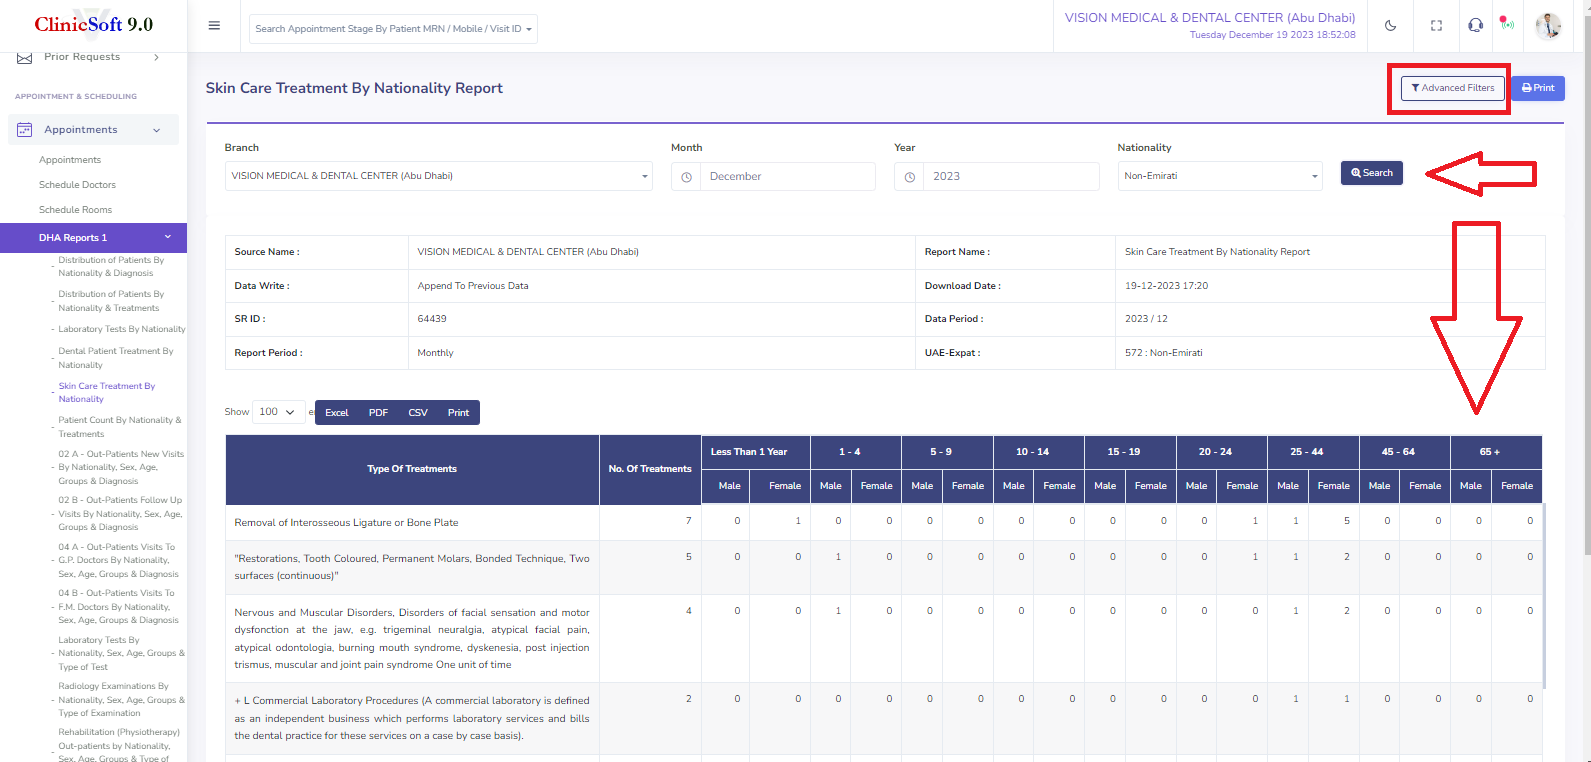 ClinicSoft 9.0
Search Appointment Stage By Patient MRN / Mobile / Visit ID
VISION MEDICAL & DENTAL CENTER (Abu Dhabi)
Tuesday December 19 2023 18:52:08
Prior Requests
APPOINTMENT & SCHEDULING
Appointments
Appointments
Schedule Doctors
Schedule Rooms
DHA Reports 1
- Distribution of Patients By
Nationality & Diagnosis
- Distribution of Patients By
Nationality & Treatments
- Laboratory Tests By Nationality
- Dental Patient Treatment By
Nationality
- Skin Care Treatment By
Nationality
- Patient Count By Nationality &
Treatments
02 A - Out-Patients New Visits
- By Nationality, Sex, Age,
Groups & Diagnosis
02 B - Out-Patients Follow Up
- Visits By Nationality, Sex, Age,
Groups & Diagnosis
04 A - Out-Patients Visits To
- G.P. Doctors By Nationality,
Sex, Age, Groups & Diagnosis
04 B - Out-Patients Visits To
- F.M. Doctors By Nationality,
Sex, Age, Groups & Diagnosis
Laboratory Tests By
- Nationality, Sex, Age, Groups &
Type of Test
Radiology Examinations By
- Nationality, Sex, Age, Groups &
Type of Examination
Rehabilitation (Physiotherapy)
Out-patients by Nationality,
- Sex, Age, Groups & Type of
Skin Care Treatment By Nationality Report
Advanced Filters
Print
Branch Month Year Nationality
VISION MEDICAL & DENTAL CENTER (Abu Dhabi) December 2023 Non-Emirati Search
Source Name : VISION MEDICAL & DENTAL CENTER (Abu Dhabi) Report Name : Skin Care Treatment By Nationality Report
Data Write : Append To Previous Data Download Date : 19-12-2023 17:20
SR ID : 64439 Data Period : 2023 / 12
Report Period : Monthly UAE-Expat : 572 : Non-Emirati
Show 100 Excel PDF CSV Print
Type Of Treatments No. Of Treatments Less Than 1 Year 1 - 4 5 - 9 10 - 14 15 - 19 20 - 24 25 - 44 45 - 64 65 +
Male Female Male Female Male Female Male Female Male Female Male Female Male Female Male Female Male Female
Removal of Interosseous Ligature or Bone Plate 7 0 1 0 0 0 0 0 0 0 0 0 1 1 5 0 0 0 0
"Restorations, Tooth Coloured, Permanent Molars, Bonded Technique, Two 5 0 0 1 0 0 0 0 0 0 0 0 1 1 2 0 0 0 0
surfaces (continuous)"
Nervous and Muscular Disorders, Disorders of facial sensation and motor 4 0 0 1 0 0 0 0 0 0 0 0 0 1 2 0 0 0 0
dysfonction at the jaw, e.g. trigeminal neuralgia, atypical facial pain,
atypical odontologia, burning mouth syndrome, dyskenesia, post injection
trismus, muscular and joint pain syndrome One unit of time
+ L Commercial Laboratory Procedures (A commercial laboratory is defined 2 0 0 0 0 0 0 0 0 0 0 0 0 1 1 0 0 0 0
as an independent business which performs laboratory services and bills
the dental practice for these services on a case by case basis).